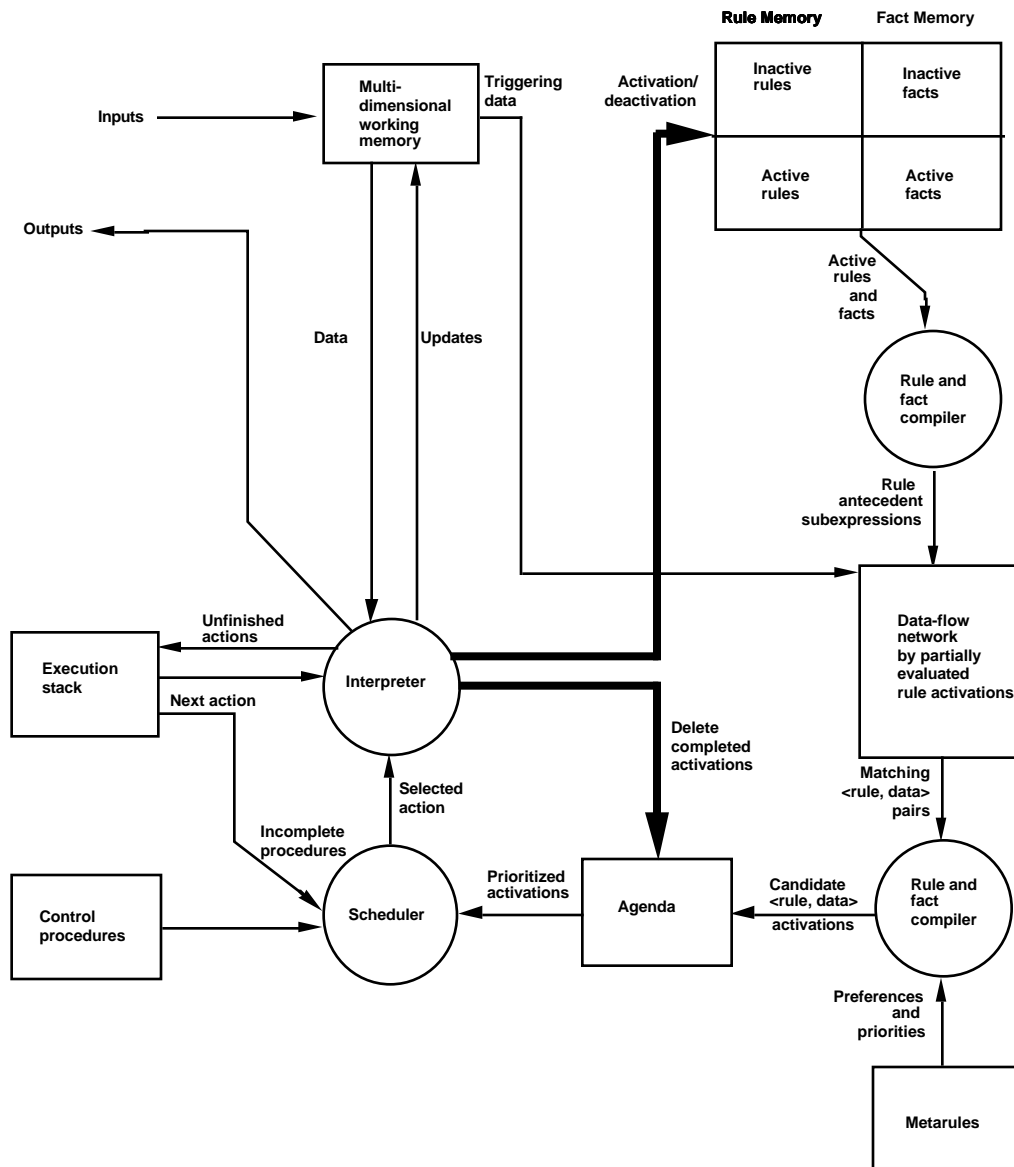 Rule Memory
Fact Memory
Inactive
rules
Inactive
facts
Active
rules
Active
facts
Multi-
dimensional
working
memory
Triggering
data
Activation/
deactivation
Inputs
Outputs
Active
rules
and
facts
Data
Updates
Rule and
fact
compiler
Rule
antecedent
subexpressions
Unfinished
actions
Execution
stack
Interpreter
Next action
Data-flow
network
by partially
evaluated
rule activations
Delete
completed
activations
Selected
action
Matching
<rule, data>
pairs
Incomplete
procedures
Control
procedures
Scheduler
Prioritized
activations
Agenda
Candidate
<rule, data>
activations
Rule and
fact
compiler
Preferences
and
priorities
Metarules